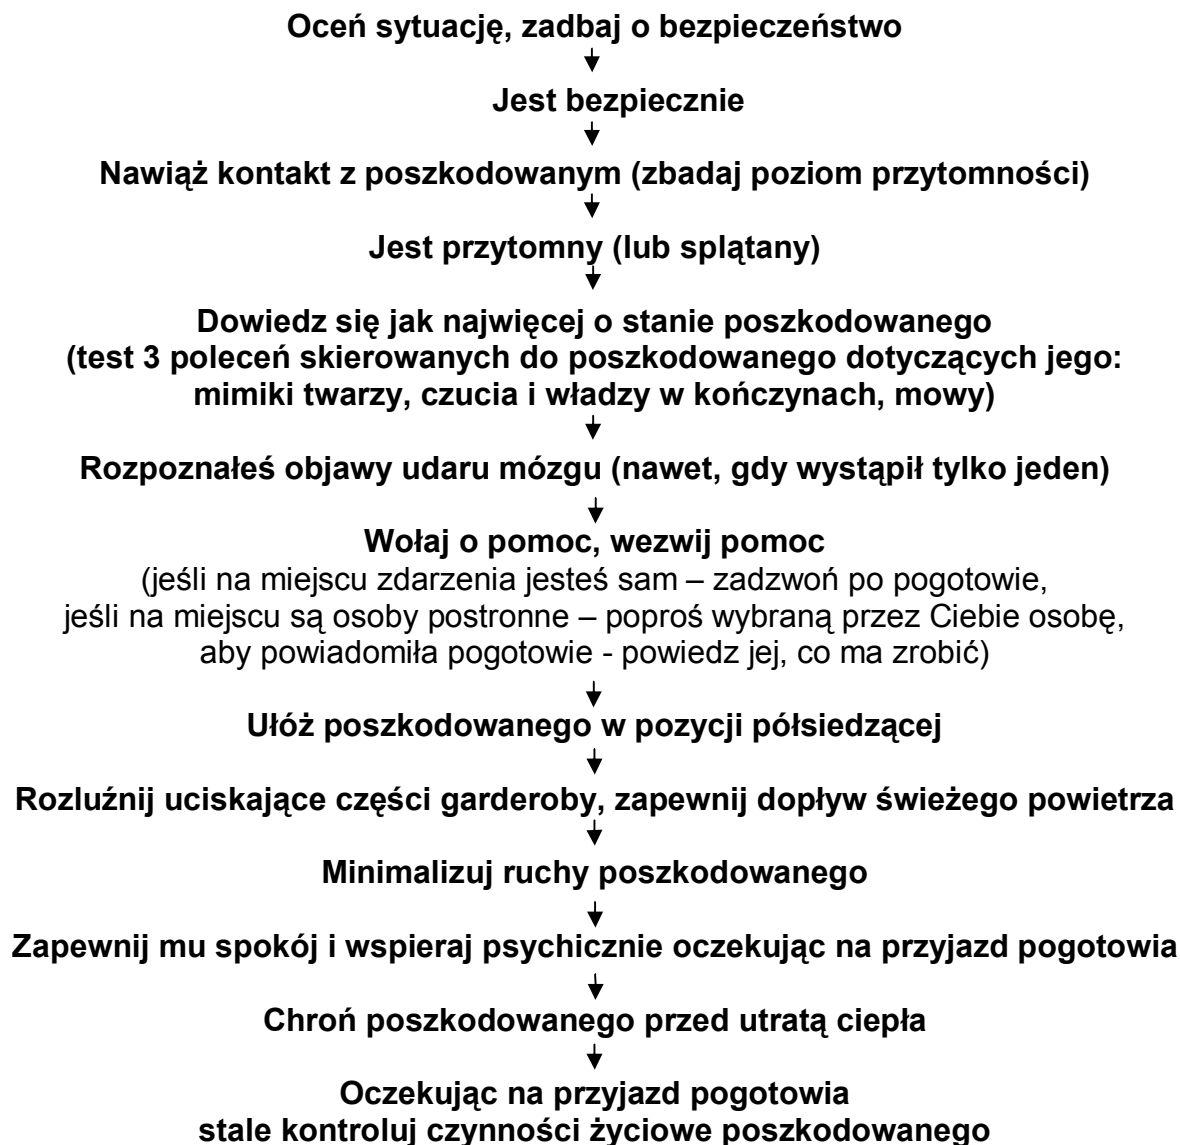 Oceń sytuację, zadbaj o bezpieczeństwo
Jest bezpiecznie
Nawiąż kontakt z poszkodowanym (zbadaj poziom przytomności)
Jest przytomny (lub splątany)
Dowiedz się jak najwięcej o stanie poszkodowanego
(test 3 poleceń skierowanych do poszkodowanego dotyczących jego:
mimiki twarzy, czucia i władzy w kończynach, mowy)
Rozpoznałeś objawy udaru mózgu (nawet, gdy wystąpił tylko jeden)
Wołaj o pomoc, wezwij pomoc
(jeśli na miejscu zdarzenia jesteś sam – zadzwoń po pogotowie,
jeśli na miejscu są osoby postronne – poproś wybraną przez Ciebie osobę,
aby powiadomiła pogotowie - powiedz jej, co ma zrobić)
Ułóż poszkodowanego w pozycji półsiedzącej
Rozluźnij uciskające części garderoby, zapewnij dopływ świeżego powietrza
Minimalizuj ruchy poszkodowanego
Zapewnij mu spokój i wspieraj psychicznie oczekując na przyjazd pogotowia
Chroń poszkodowanego przed utratą ciepła
Oczekując na przyjazd pogotowia
stale kontroluj czynności życiowe poszkodowanego